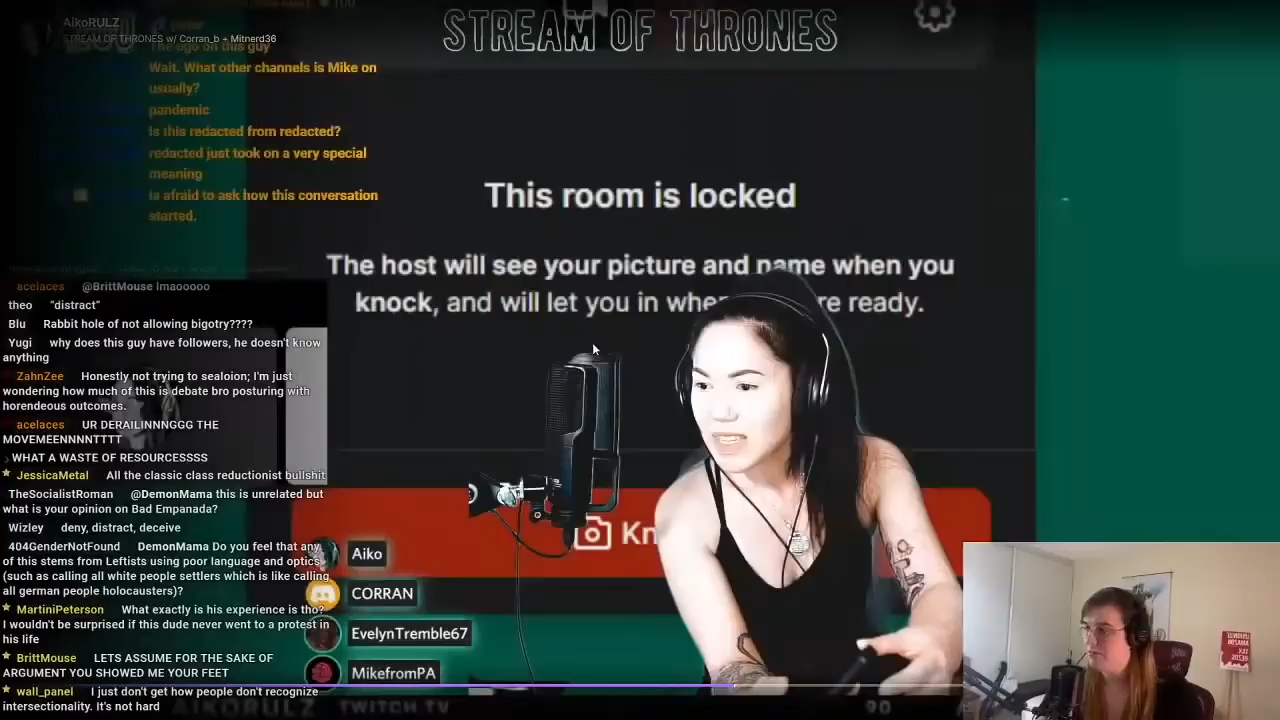 AikoRULZ
STREAM OF THRONES w/ Corran_b + Mitnerd36
STREAM OF THRONES
The ego on this guy
Wait. What other channels is Mike on
usually?
pandemic
Is this redacted from redacted?
redacted just took on a very special
meaning
is afraid to ask how this conversation
started.
This room is locked
The host will see your picture and name when you
knock, and will let you in when re ready.
Kn
acelaces @BrittMouse lmaoooo
theo "distract"
Blu Rabbit hole of not allowing bigotry????
Yugi why does this guy have followers, he doesn't know
anything
ZahnZee Honestly not trying to sealoion; I'm just
wondering how much of this is debate bro posturing with
horendeous outcomes.
acelaces UR DERAILINNNGGG THE
MOVEMEENNNNTTTT
WHAT A WASTE OF RESOURCESSSS
JessicaMetal All the classic class reductionist bullshit
TheSocialistRoman @DemonMama this is unrelated but
what is your opinion on Bad Empanada?
Wizley deny, distract, deceive
404GenderNotFound DemonMama Do you feel that any
of this stems from Leftists using poor language and optics
(such as calling all white people settlers which is like calling
all german people holocausters)?
MartiniPeterson What exactly is his experience is tho?
I wouldn't be surprised if this dude never went to a protest in
his life
BrittMouse LETS ASSUME FOR THE SAKE OF
ARGUMENT YOU SHOWED ME YOUR FEET
wall_panel I just don't get how people don't recognize
intersectionality. It's not hard
Aiko
CORRAN
EvelynTremble67
MikefromPA
AIKORULZ TWITCH TV
90